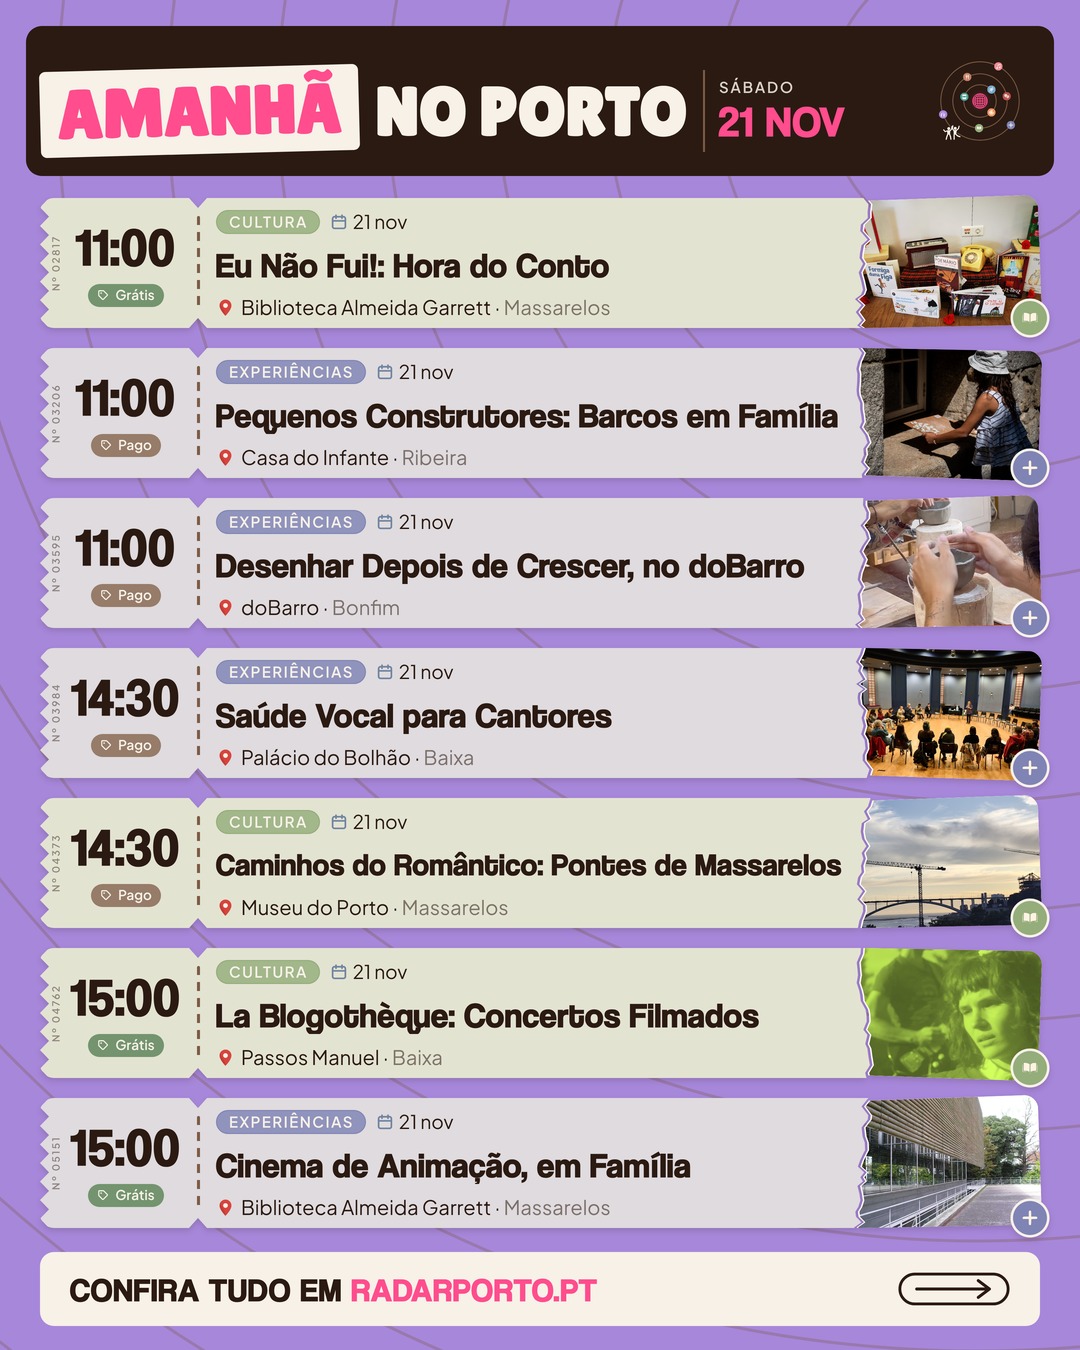 AMANHÃ NO PORTO
SÁBADO
21 NOV
Nº 02817
11:00
Grátis
CULTURA
21 nov
Eu Não Fui!: Hora do Conto
Biblioteca Almeida Garrett · Massarelos
Nº 03206
11:00
Pago
EXPERIÊNCIAS
21 nov
Pequenos Construtores: Barcos em Família
Casa do Infante · Ribeira
Nº 03595
11:00
Pago
EXPERIÊNCIAS
21 nov
Desenhar Depois de Crescer, no doBarro
doBarro · Bonfim
Nº 03984
14:30
Pago
EXPERIÊNCIAS
21 nov
Saúde Vocal para Cantores
Palácio do Bolhão · Baixa
Nº 04373
14:30
Pago
CULTURA
21 nov
Caminhos do Romântico: Pontes de Massarelos
Museu do Porto · Massarelos
Nº 04762
15:00
Grátis
CULTURA
21 nov
La Blogothèque: Concertos Filmados
Passos Manuel · Baixa
Nº 05151
15:00
Grátis
EXPERIÊNCIAS
21 nov
Cinema de Animação, em Família
Biblioteca Almeida Garrett · Massarelos
CONFIRA TUDO EM RADARPORTO.PT